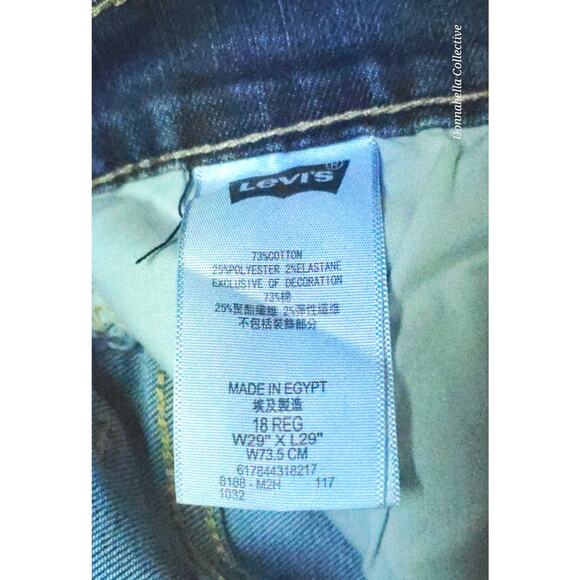 Donnabella Collective
LEVI'S®
73%COTTON
25%POLYESTER 2%ELASTANE
EXCLUSIVE OF DECORATION
73%棉
25%聚酯纖維 2%弹性纖維
不包括裝飾部分
MADE IN EGYPT
埃及製造
18 REG
W29" X L29"
W73.5 CM
617844318217
8188 - M2H 117
1032